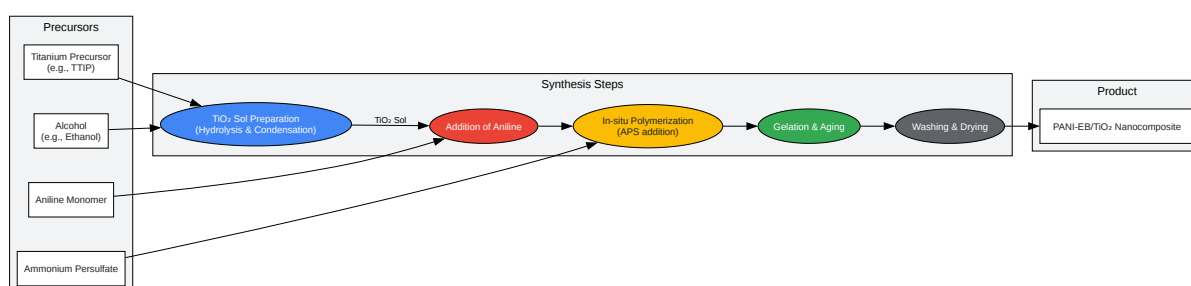 Precursors
Titanium Precursor
(e.g., TTIP)
Alcohol
(e.g., Ethanol)
Aniline Monomer
Ammonium Persulfate
Synthesis Steps
TiO₂ Sol Preparation
(Hydrolysis & Condensation)
TiO₂ Sol
Addition of Aniline
In-situ Polymerization
(APS addition)
Gelation & Aging
Washing & Drying
Product
PANI-EB/TiO₂ Nanocomposite